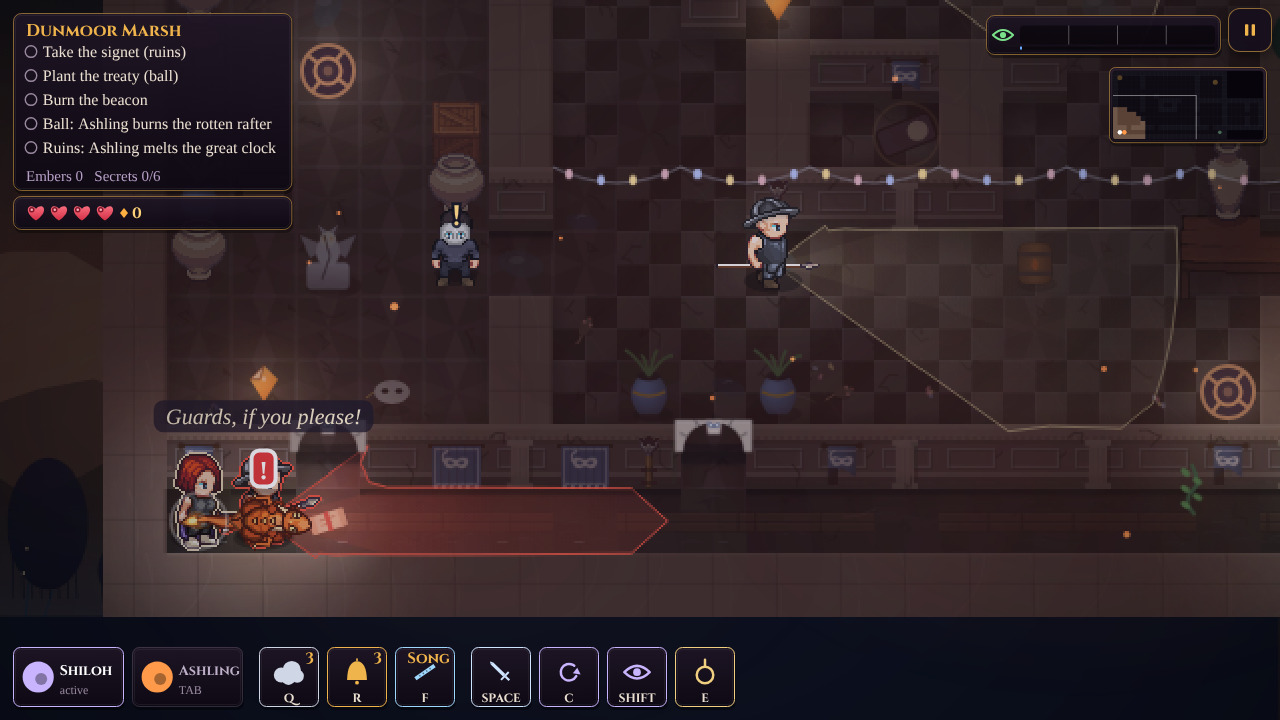 Dunmoor Marsh
Take the signet (ruins)
Plant the treaty (ball)
Burn the beacon
Ball: Ashling burns the rotten rafter
Ruins: Ashling melts the great clock
Embers 0 Secrets 0/6
0
Guards, if you please!
!
Shiloh
active
Ashling
TAB
3
Q
3
R
Song
F
SPACE
C
SHIFT
E